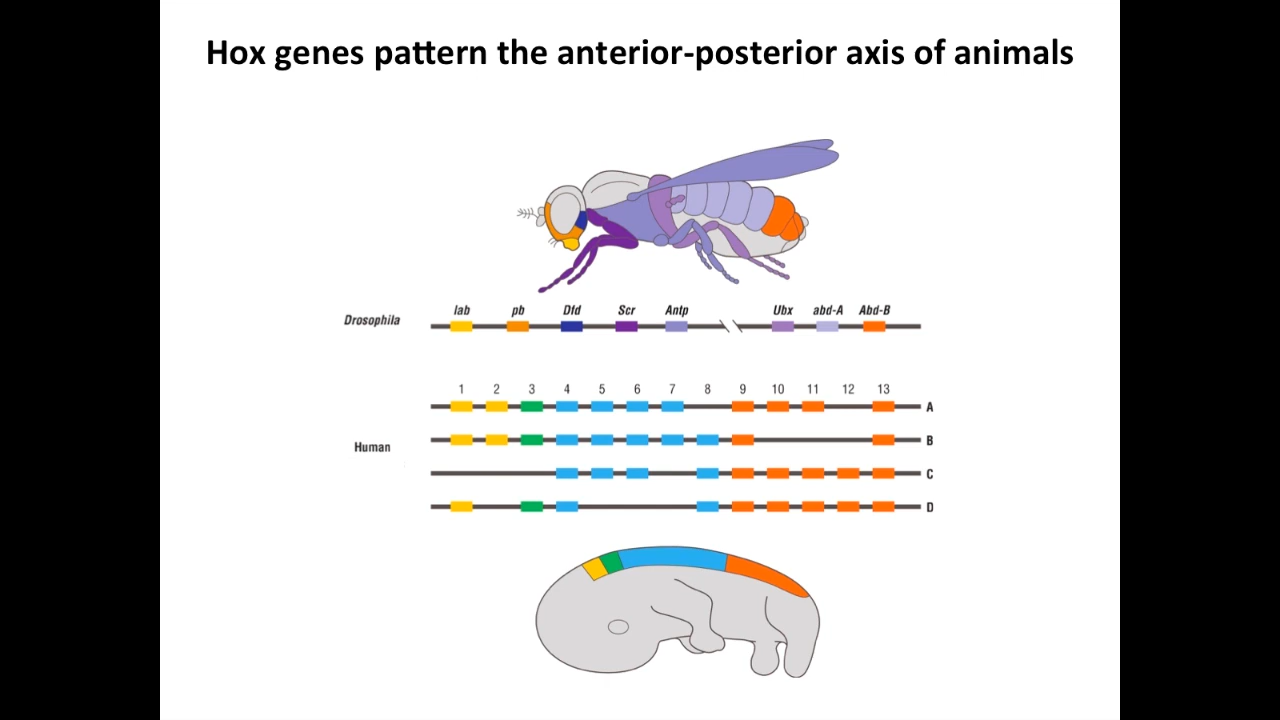 Hox genes pattern the anterior-posterior axis of animals
lab pb Dfd Scr Antp Ubx abd-A Abd-B
Drosophila
1 2 3 4 5 6 7 8 9 10 11 12 13
A
B
Human
C
D